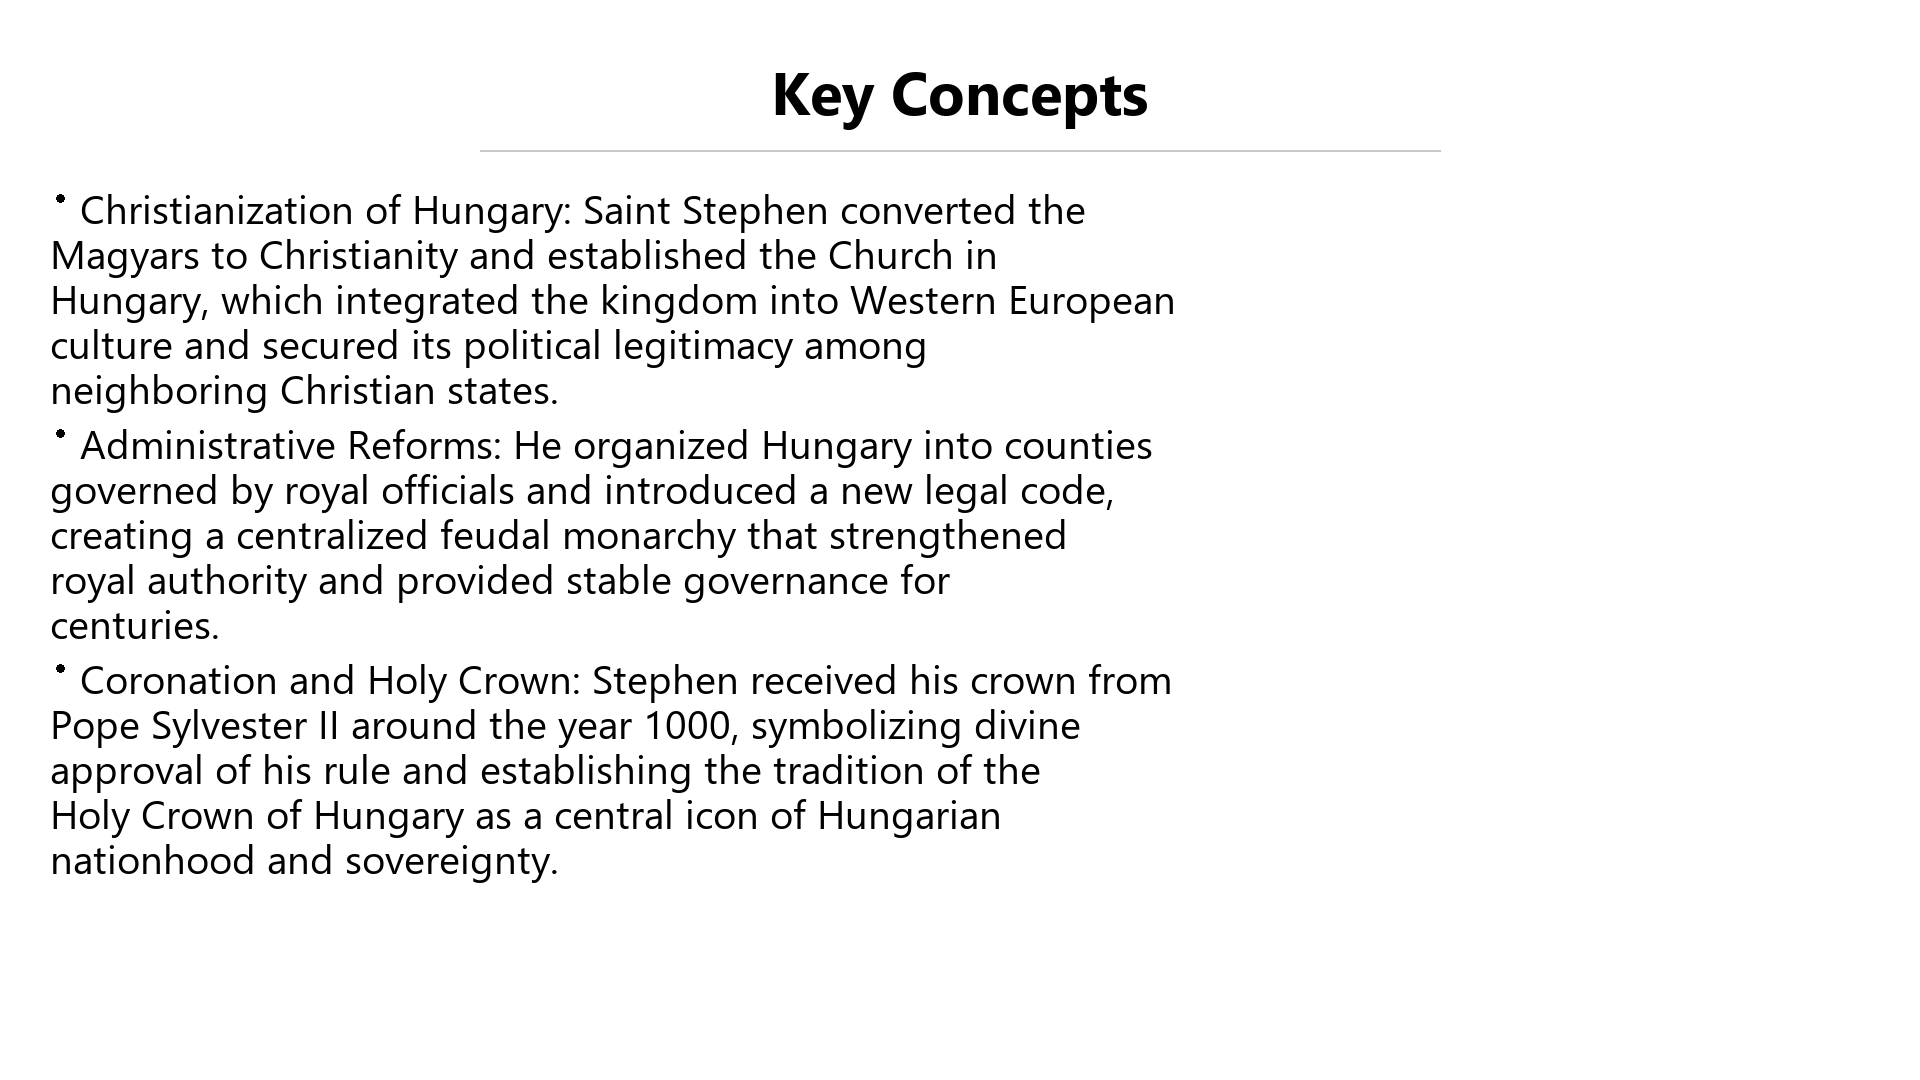 Key Concepts
• Christianization of Hungary: Saint Stephen converted the
Magyars to Christianity and established the Church in
Hungary, which integrated the kingdom into Western European
culture and secured its political legitimacy among
neighboring Christian states.
• Administrative Reforms: He organized Hungary into counties
governed by royal officials and introduced a new legal code,
creating a centralized feudal monarchy that strengthened
royal authority and provided stable governance for
centuries.
• Coronation and Holy Crown: Stephen received his crown from
Pope Sylvester II around the year 1000, symbolizing divine
approval of his rule and establishing the tradition of the
Holy Crown of Hungary as a central icon of Hungarian
nationhood and sovereignty.